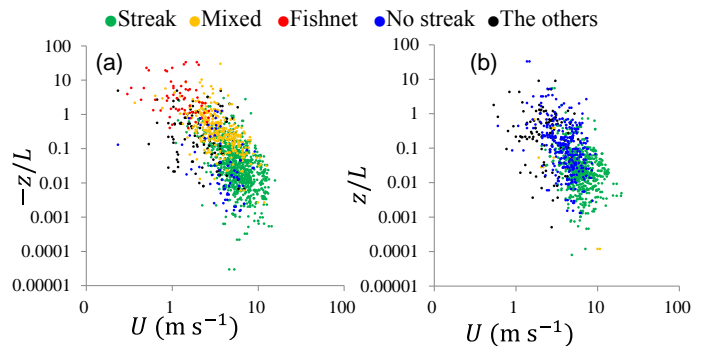 Streak Mixed Fishnet No streak The others
(a)
−z/L
100
10
1
0.1
0.01
0.001
0.0001
0.00001
0 1 10 100
U (m s⁻¹)
(b)
z/L
100
10
1
0.1
0.01
0.001
0.0001
0.00001
0 1 10 100
U (m s⁻¹)